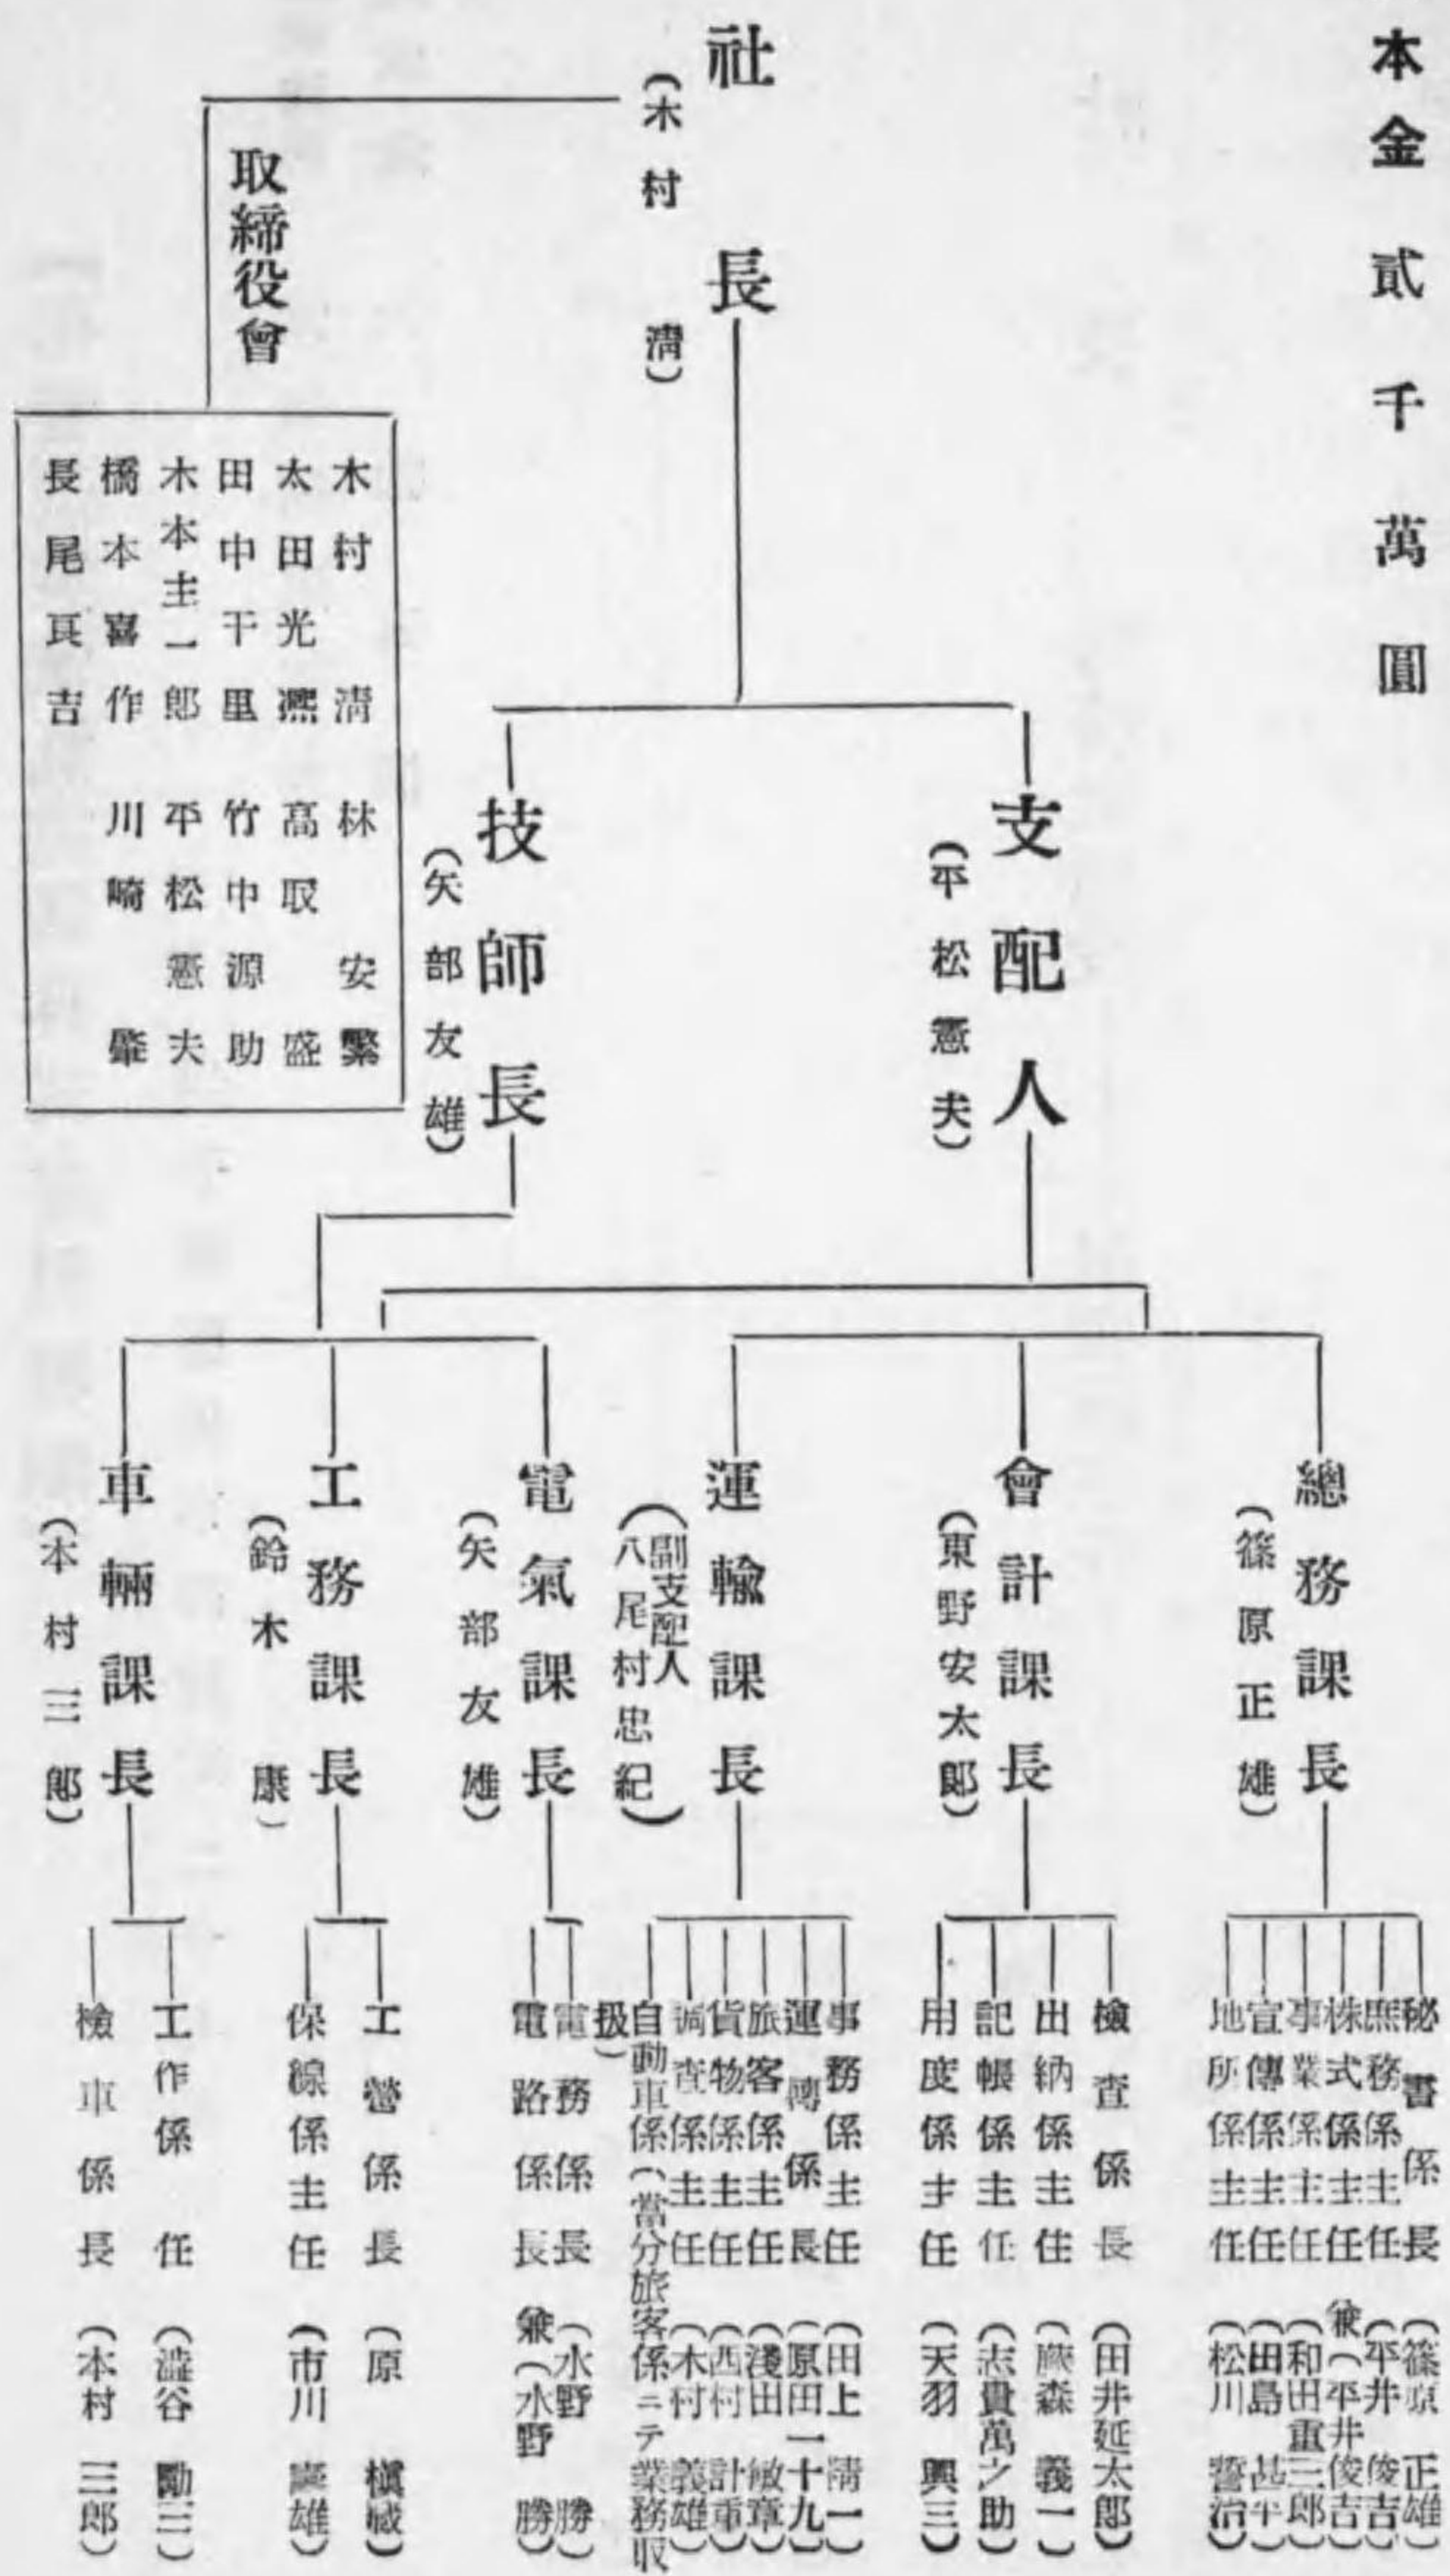 本金貳千萬圓
社長
(木村清)
取締役會
木村清
林安繁
太田光凞
高取盛
田中千里
竹中源助
木本主一郎
平松憲夫
橋本喜作
川崎肇
長尾良吉
支配人
(平松憲夫)
技師長
(矢部友雄)
總務課長
(篠原正雄)
秘書係長(篠原正雄)
庶務係主任(平井俊吉)
株式係主任兼(平井俊吉)
事業係主任(和田重三郎)
宣傳係主任(田島甚平)
地所係主任(松川誓治)
會計課長
(東野安太郎)
檢查係長(田井延太郎)
出納係主任(蕨森義一)
記帳係主任(志貴萬之助)
用度係主任(天羽興三)
運輸課長
(副支配人
八尾村忠紀)
事務係主任(田上淸一)
運轉係長(原田一十九)
旅客係主任(淺田敏章)
貨物係主任(西村計重)
調查係主任(木村義雄)
自動車係(當分旅客係ニテ業務収
扱)
電氣課長
(矢部友雄)
電務係長(水野勝)
電路係長兼(水野勝)
工務課長
(鈴木康)
工營係長(原槇藏)
保線係主任(市川雄)
車輛課長
(本村三郎)
工作係任(澁谷勵三)
檢車係長(本村三郎)